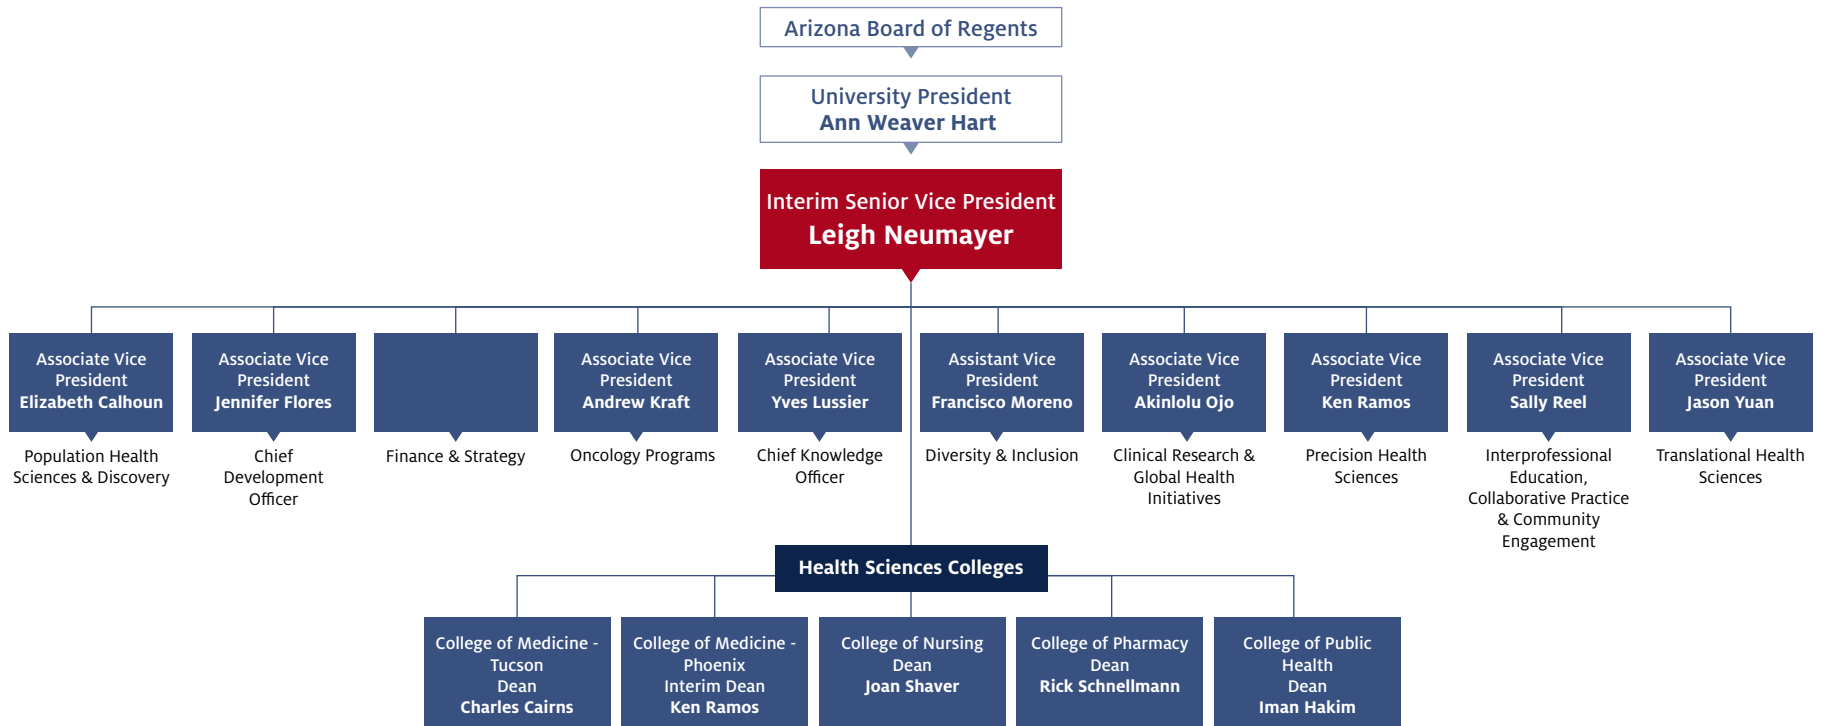 Arizona Board of Regents
University President
Ann Weaver Hart
Interim Senior Vice President
Leigh Neumayer
Associate Vice
President
Elizabeth Calhoun
Population Health
Sciences & Discovery
Associate Vice
President
Jennifer Flores
Chief
Development
Officer
Finance & Strategy
Associate Vice
President
Andrew Kraft
Oncology Programs
Associate Vice
President
Yves Lussier
Chief Knowledge
Officer
Assistant Vice
President
Francisco Moreno
Diversity & Inclusion
Associate Vice
President
Akinlolu Ojo
Clinical Research &
Global Health
Initiatives
Associate Vice
President
Ken Ramos
Precision Health
Sciences
Associate Vice
President
Sally Reel
Interprofessional
Education,
Collaborative Practice
& Community
Engagement
Associate Vice
President
Jason Yuan
Translational Health
Sciences
Health Sciences Colleges
College of Medicine -
Tucson
Dean
Charles Cairns
College of Medicine -
Phoenix
Interim Dean
Ken Ramos
College of Nursing
Dean
Joan Shaver
College of Pharmacy
Dean
Rick Schnellmann
College of Public
Health
Dean
Iman Hakim